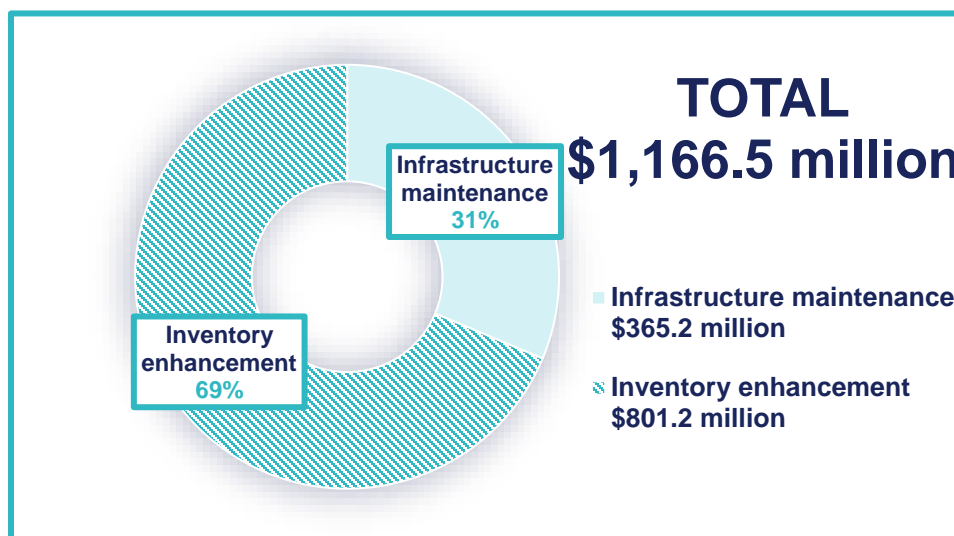 TOTAL
$1,166.5 million
Infrastructure
maintenance
31%
Inventory
enhancement
69%
Infrastructure maintenance
$365.2 million
Inventory enhancement
$801.2 million